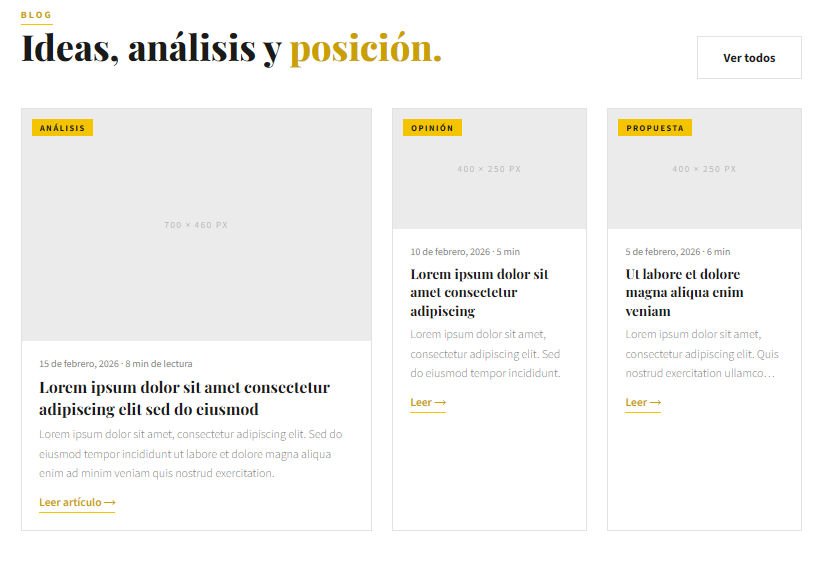 BLOG
Ideas, análisis y posición.
Ver todos
ANÁLISIS
700 × 460 PX
15 de febrero, 2026 · 8 min de lectura
Lorem ipsum dolor sit amet consectetur
adipiscing elit sed do eiusmod
Lorem ipsum dolor sit amet, consectetur adipiscing elit. Sed do
eiusmod tempor incididunt ut labore et dolore magna aliqua
enim ad minim veniam quis nostrud exercitation.
Leer artículo →
OPINIÓN
400 × 250 PX
10 de febrero, 2026 · 5 min
Lorem ipsum dolor sit
amet consectetur
adipiscing
Lorem ipsum dolor sit amet,
consectetur adipiscing elit. Sed
do eiusmod tempor incididunt.
Leer →
PROPUESTA
400 × 250 PX
5 de febrero, 2026 · 6 min
Ut labore et dolore
magna aliqua enim
veniam
Lorem ipsum dolor sit amet,
consectetur adipiscing elit. Quis
nostrud exercitation ullamco…
Leer →